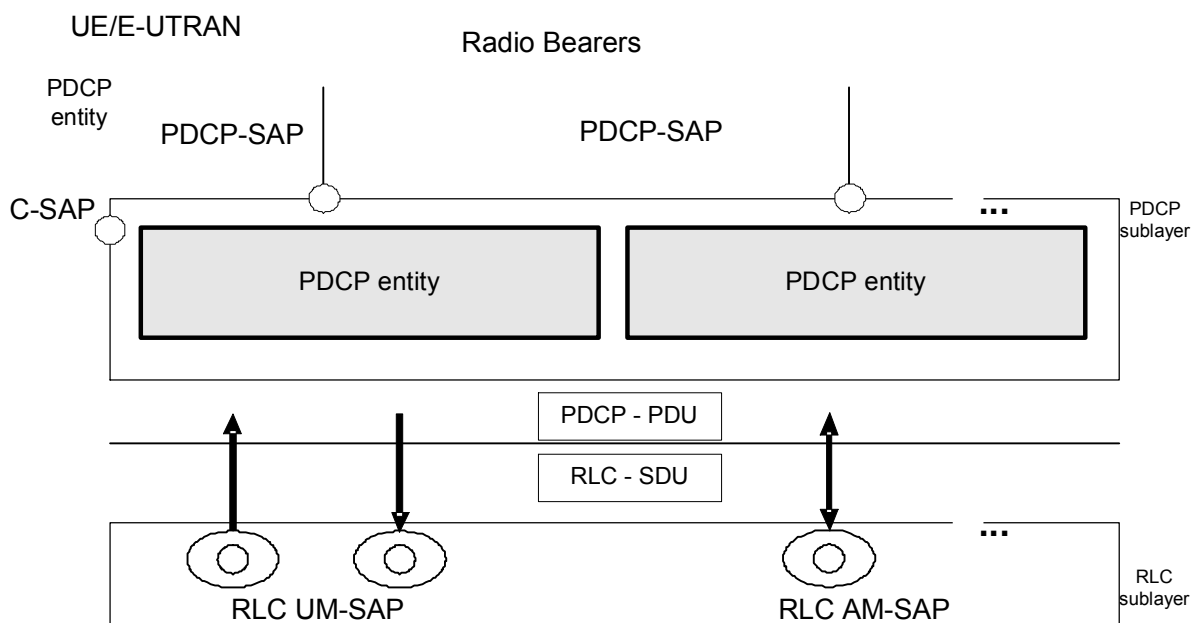 UE/E-UTRAN
Radio Bearers
PDCP
entity
PDCP-SAP
PDCP-SAP
C-SAP
...
PDCP
sublayer
PDCP entity
PDCP entity
PDCP - PDU
RLC - SDU
...
RLC UM-SAP
RLC AM-SAP
RLC
sublayer